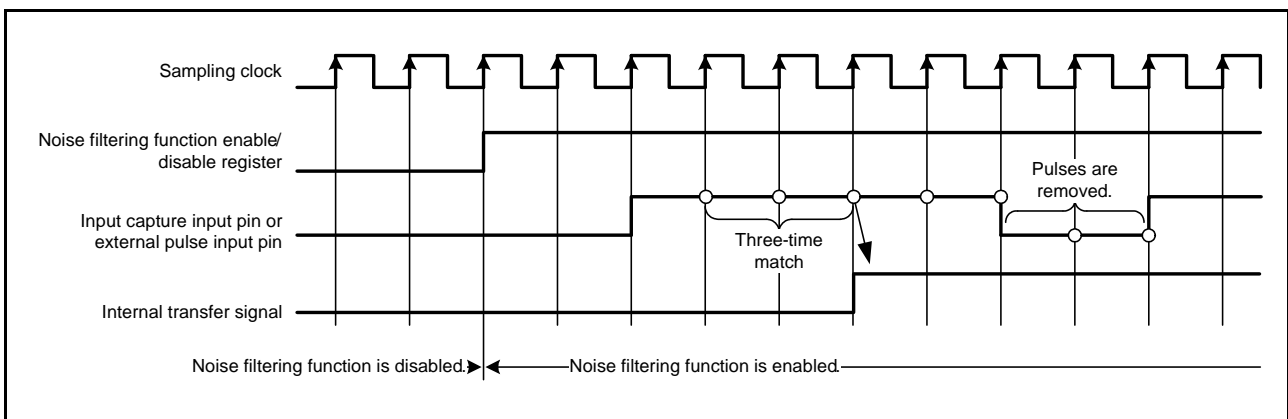 Sampling clock
Noise filtering function enable/
disable register
Pulses are
removed.
Input capture input pin or
external pulse input pin
Three-time
match
Internal transfer signal
Noise filtering function is disabled.
Noise filtering function is enabled.